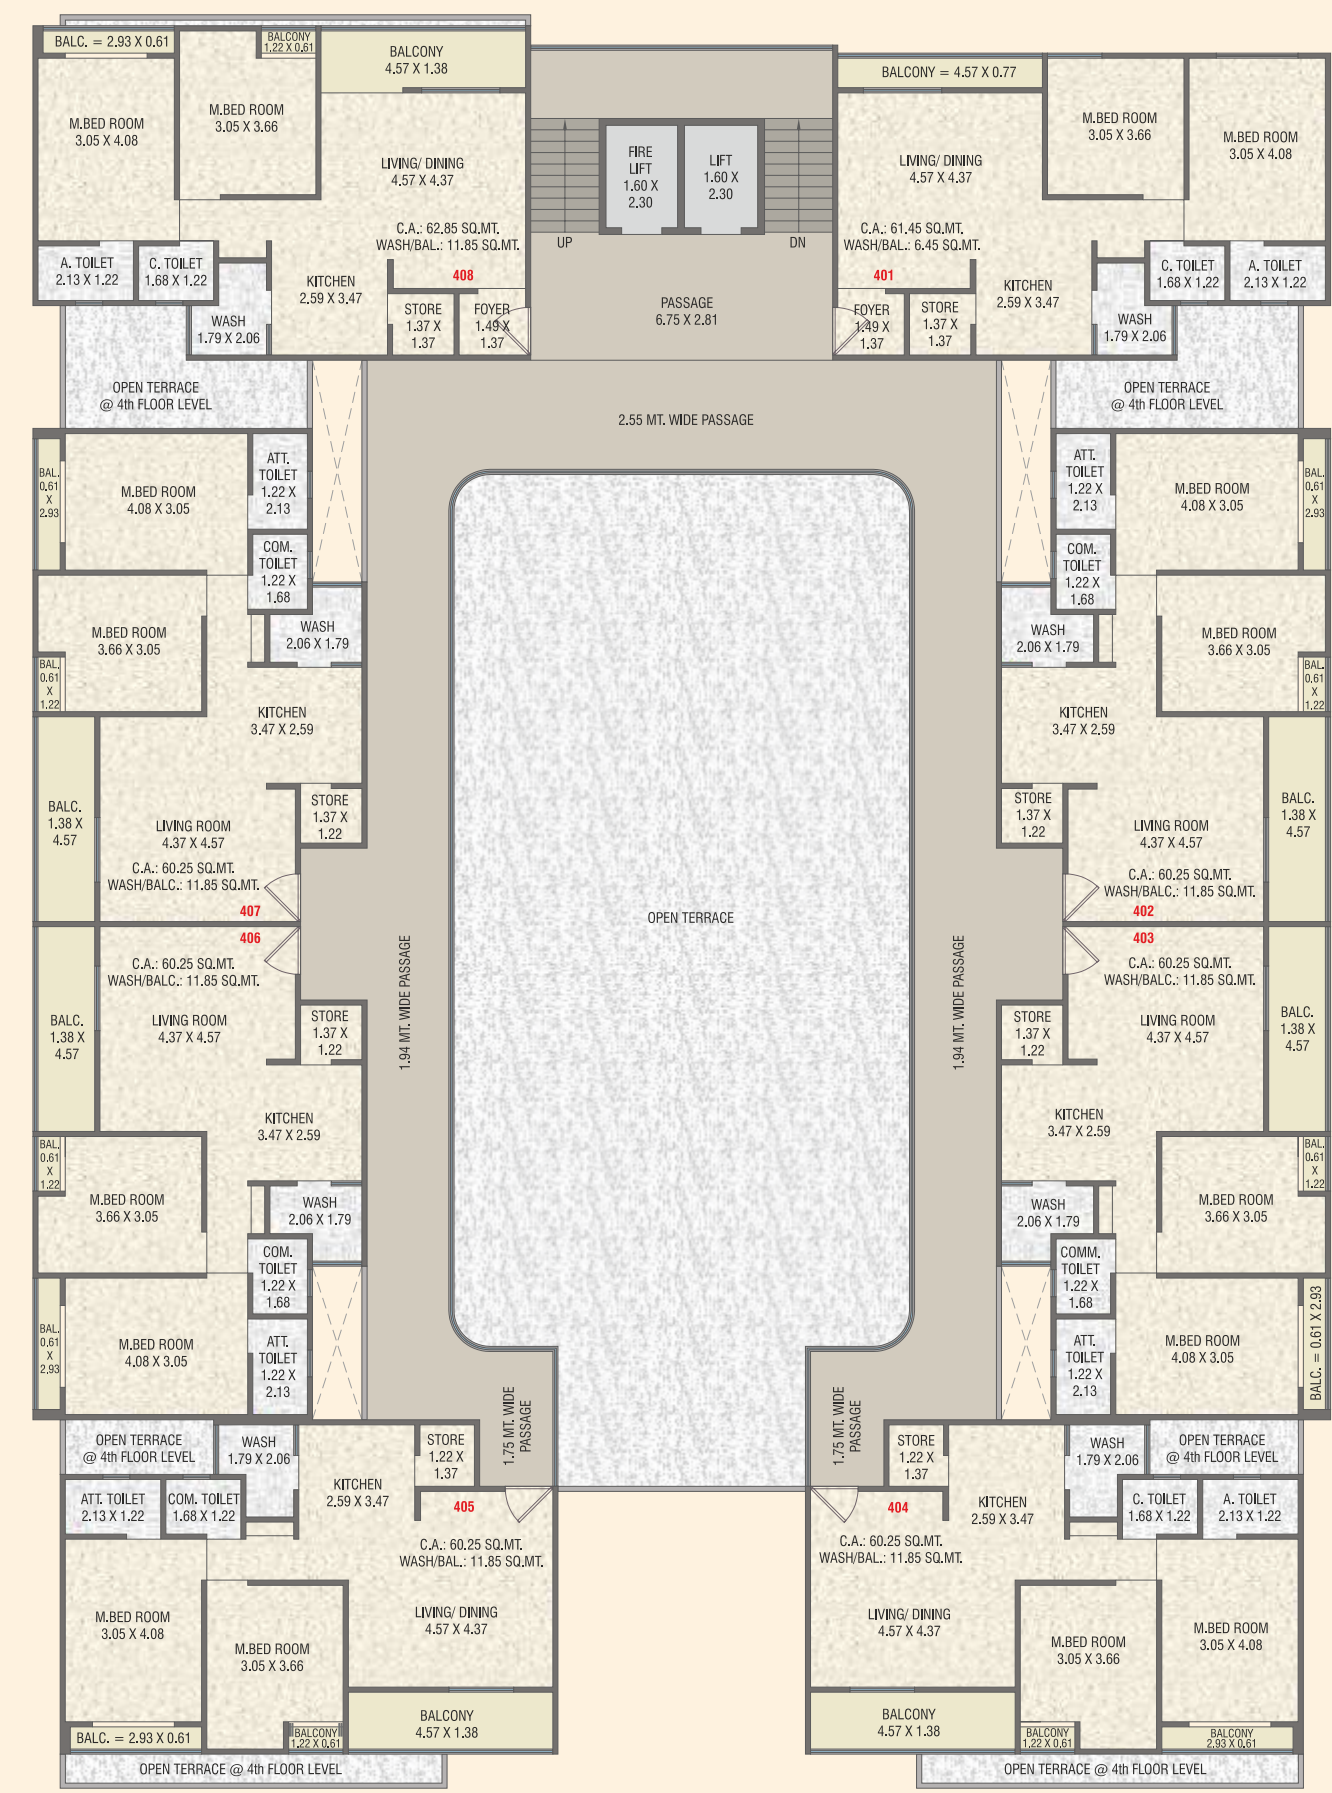 BALC. = 2.93 X 0.61
M.BED ROOM
3.05 X 4.08
BALCONY
1.22 X 0.61
M.BED ROOM
3.05 X 3.66
BALCONY
4.57 X 1.38
LIVING/ DINING
4.57 X 4.37
C.A.: 62.85 SQ.MT.
WASH/BAL.: 11.85 SQ.MT.
408
A. TOILET
2.13 X 1.22
C. TOILET
1.68 X 1.22
WASH
1.79 X 2.06
KITCHEN
2.59 X 3.47
STORE
1.37 X
1.37
FOYER
1.49 X
1.37
UP
FIRE
LIFT
1.60 X
2.30
LIFT
1.60 X
2.30
DN
PASSAGE
6.75 X 2.81
BALCONY = 4.57 X 0.77
M.BED ROOM
3.05 X 3.66
M.BED ROOM
3.05 X 4.08
LIVING/ DINING
4.57 X 4.37
C.A.: 61.45 SQ.MT.
WASH/BAL.: 6.45 SQ.MT.
401
FOYER
1.49 X
1.37
STORE
1.37 X
1.37
KITCHEN
2.59 X 3.47
WASH
1.79 X 2.06
C. TOILET
1.68 X 1.22
A. TOILET
2.13 X 1.22
OPEN TERRACE
@ 4th FLOOR LEVEL
2.55 MT. WIDE PASSAGE
OPEN TERRACE
@ 4th FLOOR LEVEL
BAL.
0.61
X
2.93
M.BED ROOM
4.08 X 3.05
ATT.
TOILET
1.22 X
2.13
COM.
TOILET
1.22 X
1.68
M.BED ROOM
3.66 X 3.05
BAL.
0.61
X
1.22
WASH
2.06 X 1.79
KITCHEN
3.47 X 2.59
STORE
1.37 X
1.22
BALC.
1.38 X
4.57
LIVING ROOM
4.37 X 4.57
C.A.: 60.25 SQ.MT.
WASH/BALC.: 11.85 SQ.MT.
407
ATT.
TOILET
1.22 X
2.13
M.BED ROOM
4.08 X 3.05
BAL.
0.61
X
2.93
COM.
TOILET
1.22 X
1.68
M.BED ROOM
3.66 X 3.05
BAL.
0.61
X
1.22
WASH
2.06 X 1.79
KITCHEN
3.47 X 2.59
STORE
1.37 X
1.22
LIVING ROOM
4.37 X 4.57
BALC.
1.38 X
4.57
C.A.: 60.25 SQ.MT.
WASH/BALC.: 11.85 SQ.MT.
402
OPEN TERRACE
1.94 MT. WIDE PASSAGE
1.94 MT. WIDE PASSAGE
406
C.A.: 60.25 SQ.MT.
WASH/BALC.: 11.85 SQ.MT.
BALC.
1.38 X
4.57
LIVING ROOM
4.37 X 4.57
STORE
1.37 X
1.22
KITCHEN
3.47 X 2.59
BAL.
0.61
X
1.22
M.BED ROOM
3.66 X 3.05
WASH
2.06 X 1.79
COM.
TOILET
1.22 X
1.68
BAL.
0.61
X
2.93
M.BED ROOM
4.08 X 3.05
ATT.
TOILET
1.22 X
2.13
403
C.A.: 60.25 SQ.MT.
WASH/BALC.: 11.85 SQ.MT.
STORE
1.37 X
1.22
LIVING ROOM
4.37 X 4.57
BALC.
1.38 X
4.57
KITCHEN
3.47 X 2.59
BAL.
0.61
X
1.22
M.BED ROOM
3.66 X 3.05
WASH
2.06 X 1.79
COMM.
TOILET
1.22 X
1.68
M.BED ROOM
4.08 X 3.05
BALC. = 0.61 X 2.93
ATT.
TOILET
1.22 X
2.13
1.75 MT. WIDE
PASSAGE
1.75 MT. WIDE
PASSAGE
OPEN TERRACE
@ 4th FLOOR LEVEL
WASH
1.79 X 2.06
STORE
1.22 X
1.37
KITCHEN
2.59 X 3.47
ATT. TOILET
2.13 X 1.22
COM. TOILET
1.68 X 1.22
405
C.A.: 60.25 SQ.MT.
WASH/BAL.: 11.85 SQ.MT.
M.BED ROOM
3.05 X 4.08
M.BED ROOM
3.05 X 3.66
LIVING/ DINING
4.57 X 4.37
BALC. = 2.93 X 0.61
BALCONY
1.22 X 0.61
BALCONY
4.57 X 1.38
OPEN TERRACE @ 4th FLOOR LEVEL
STORE
1.22 X
1.37
WASH
1.79 X 2.06
OPEN TERRACE
@ 4th FLOOR LEVEL
404
KITCHEN
2.59 X 3.47
C. TOILET
1.68 X 1.22
A. TOILET
2.13 X 1.22
C.A.: 60.25 SQ.MT.
WASH/BAL.: 11.85 SQ.MT.
LIVING/ DINING
4.57 X 4.37
M.BED ROOM
3.05 X 3.66
M.BED ROOM
3.05 X 4.08
BALCONY
4.57 X 1.38
BALCONY
1.22 X 0.61
BALCONY
2.93 X 0.61
OPEN TERRACE @ 4th FLOOR LEVEL